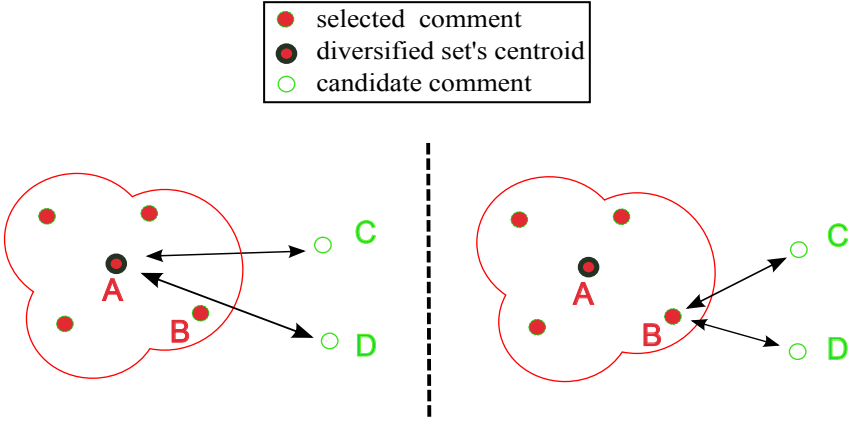 selected comment
diversified set's centroid
candidate comment
C
A
B
D
C
A
B
D